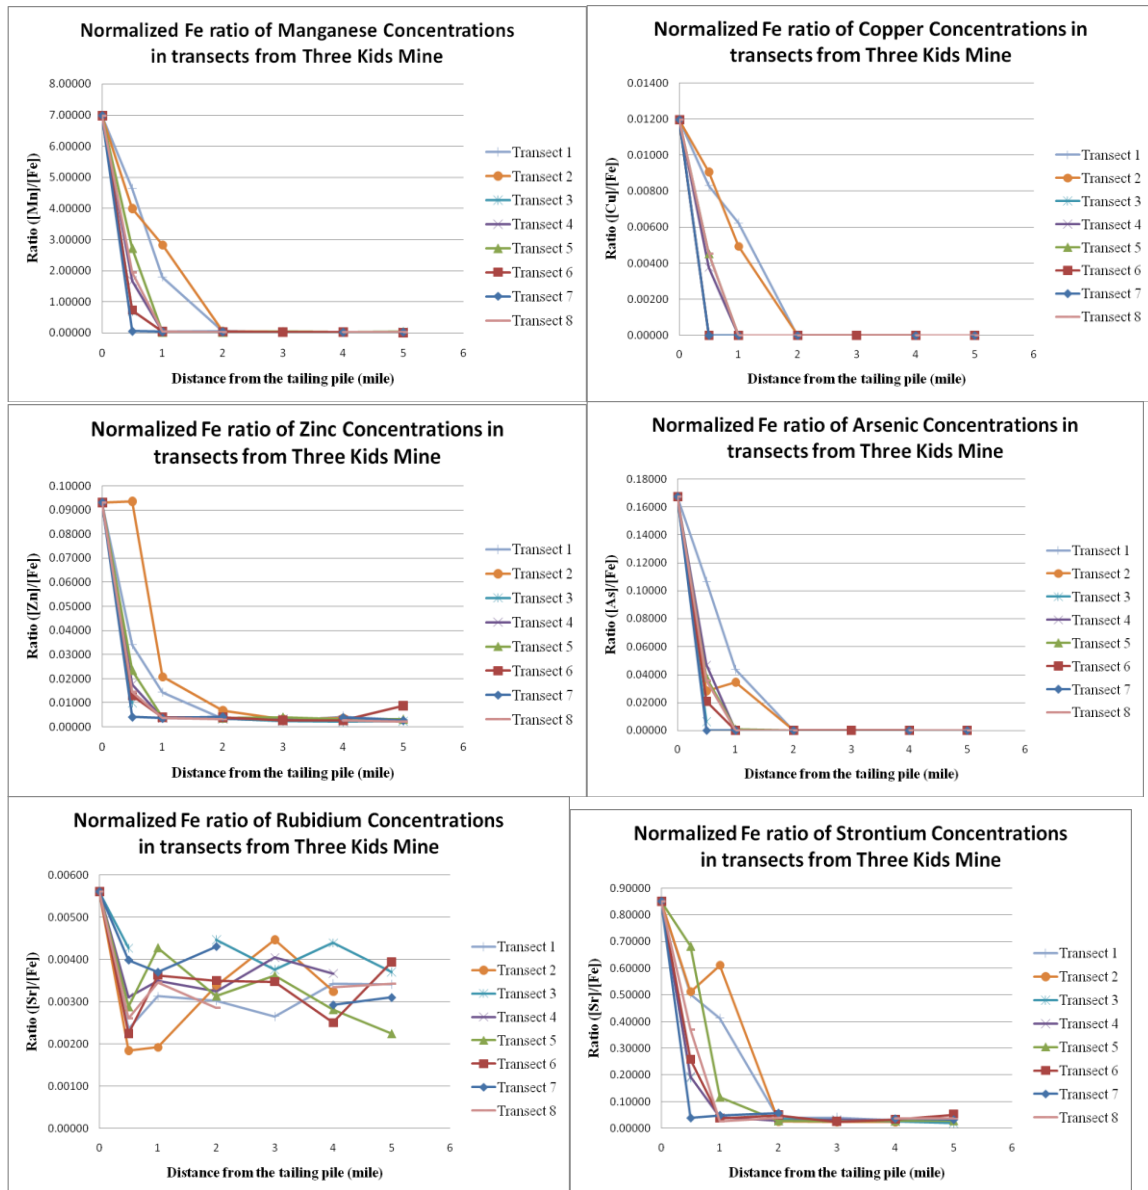 Normalized Fe ratio of Manganese Concentrations
in transects from Three Kids Mine
8.00000
7.00000
6.00000
5.00000
4.00000
3.00000
2.00000
1.00000
0.00000
Ratio ([Mn]/[Fe])
0 1 2 3 4 5 6
Distance from the tailing pile (mile)
Transect 1
Transect 2
Transect 3
Transect 4
Transect 5
Transect 6
Transect 7
Transect 8
Normalized Fe ratio of Copper Concentrations in
transects from Three Kids Mine
0.01400
0.01200
0.01000
0.00800
0.00600
0.00400
0.00200
0.00000
Ratio ([Cu]/[Fe])
0 1 2 3 4 5 6
Distance from the tailing pile (mile)
Transect 1
Transect 2
Transect 3
Transect 4
Transect 5
Transect 6
Transect 7
Transect 8
Normalized Fe ratio of Zinc Concentrations in
transects from Three Kids Mine
0.10000
0.09000
0.08000
0.07000
0.06000
0.05000
0.04000
0.03000
0.02000
0.01000
0.00000
Ratio ([Zn]/[Fe])
0 1 2 3 4 5 6
Distance from the tailing pile (mile)
Transect 1
Transect 2
Transect 3
Transect 4
Transect 5
Transect 6
Transect 7
Transect 8
Normalized Fe ratio of Arsenic Concentrations in
transects from Three Kids Mine
0.18000
0.16000
0.14000
0.12000
0.10000
0.08000
0.06000
0.04000
0.02000
0.00000
Ratio ([As]/[Fe])
0 1 2 3 4 5 6
Distance from the tailing pile (mile)
Transect 1
Transect 2
Transect 3
Transect 4
Transect 5
Transect 6
Transect 7
Transect 8
Normalized Fe ratio of Rubidium Concentrations
in transects from Three Kids Mine
0.00600
0.00500
0.00400
0.00300
0.00200
0.00100
0.00000
Ratio ([Sr]/[Fe])
0 1 2 3 4 5 6
Distance from the tailing pile (mile)
Transect 1
Transect 2
Transect 3
Transect 4
Transect 5
Transect 6
Transect 7
Transect 8
Normalized Fe ratio of Strontium Concentrations
in transects from Three Kids Mine
0.90000
0.80000
0.70000
0.60000
0.50000
0.40000
0.30000
0.20000
0.10000
0.00000
Ratio ([Sr]/[Fe])
0 1 2 3 4 5 6
Distance from the tailing pile (mile)
Transect 1
Transect 2
Transect 3
Transect 4
Transect 5
Transect 6
Transect 7
Transect 8